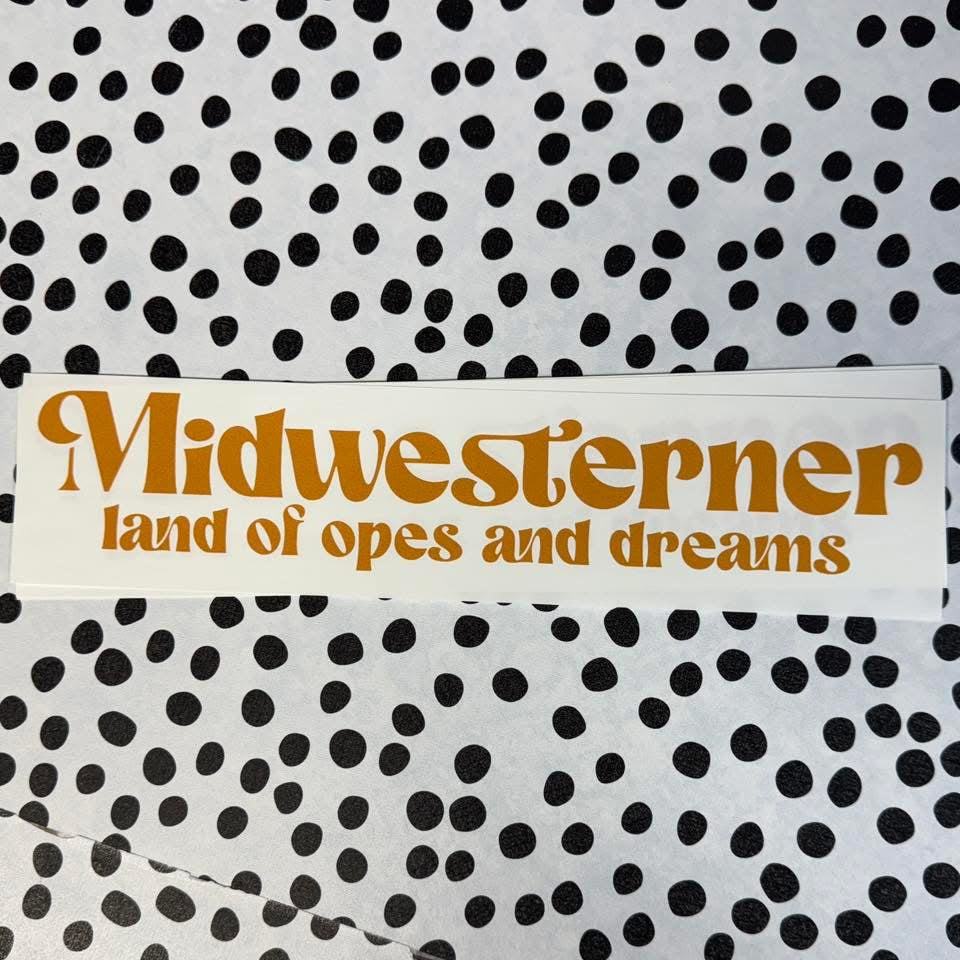 Midwesterner
land of opes and dreams